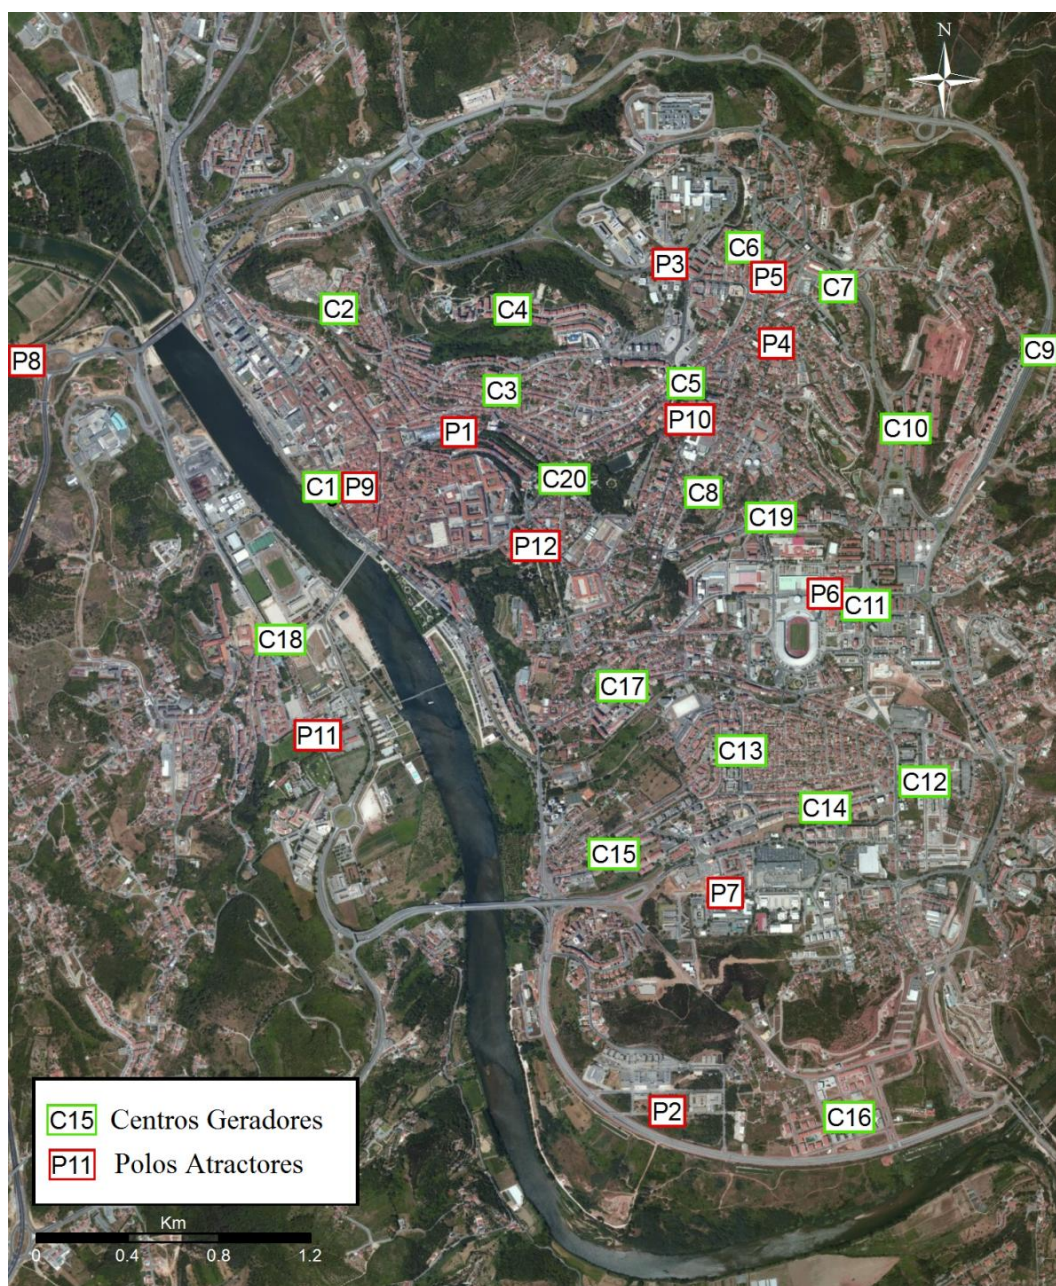 N
C6
P3
P5
C7
C2
C4
P4
C9
P8
C5
C3
P10
C10
P1
C20
C1 P9
C8
C19
P12
P6
C11
C18
C17
P11
C13
C12
C14
C15
P7
P2
C16
C15 Centros Geradores
P11 Polos Atractores
Km
0 0.4 0.8 1.2